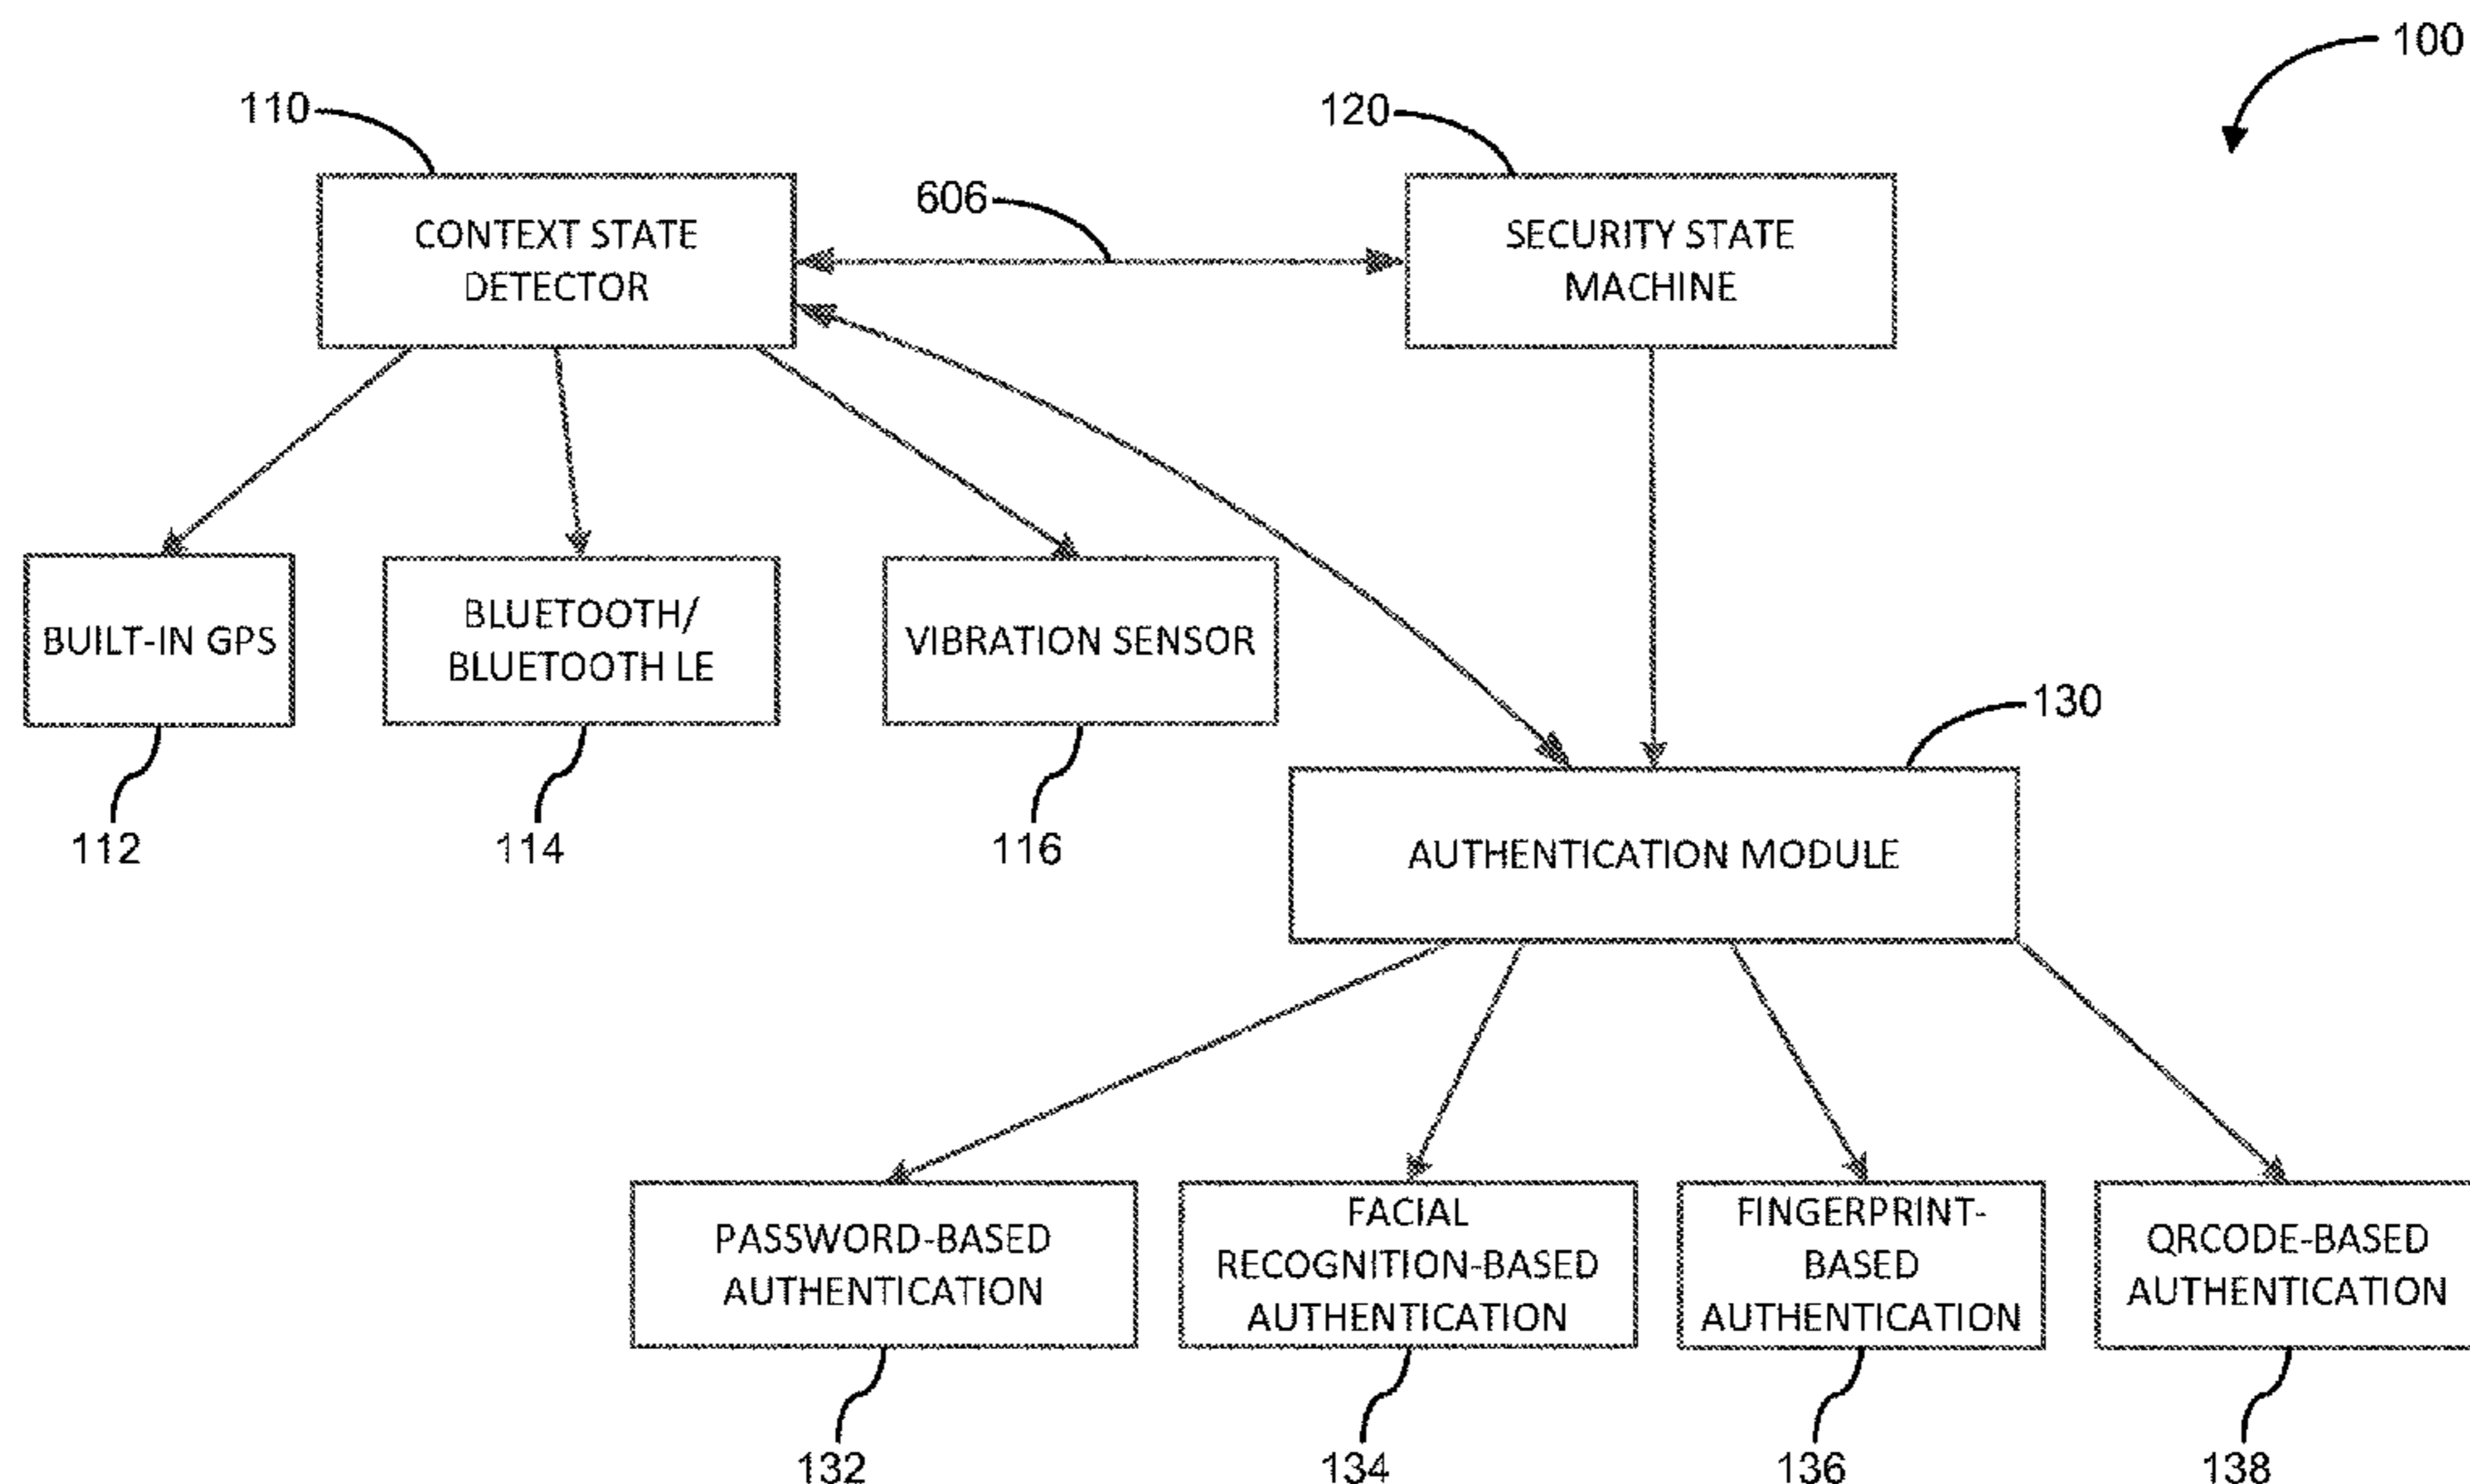 100
110
120
606
CONTEXT STATE
DETECTOR
SECURITY STATE
MACHINE
BUILT-IN GPS
BLUETOOTH/
BLUETOOTH LE
VIBRATION SENSOR
130
112
114
116
AUTHENTICATION MODULE
PASSWORD-BASED
AUTHENTICATION
FACIAL
RECOGNITION-BASED
AUTHENTICATION
FINGERPRINT-
BASED
AUTHENTICATION
QRCODE-BASED
AUTHENTICATION
132
134
136
138